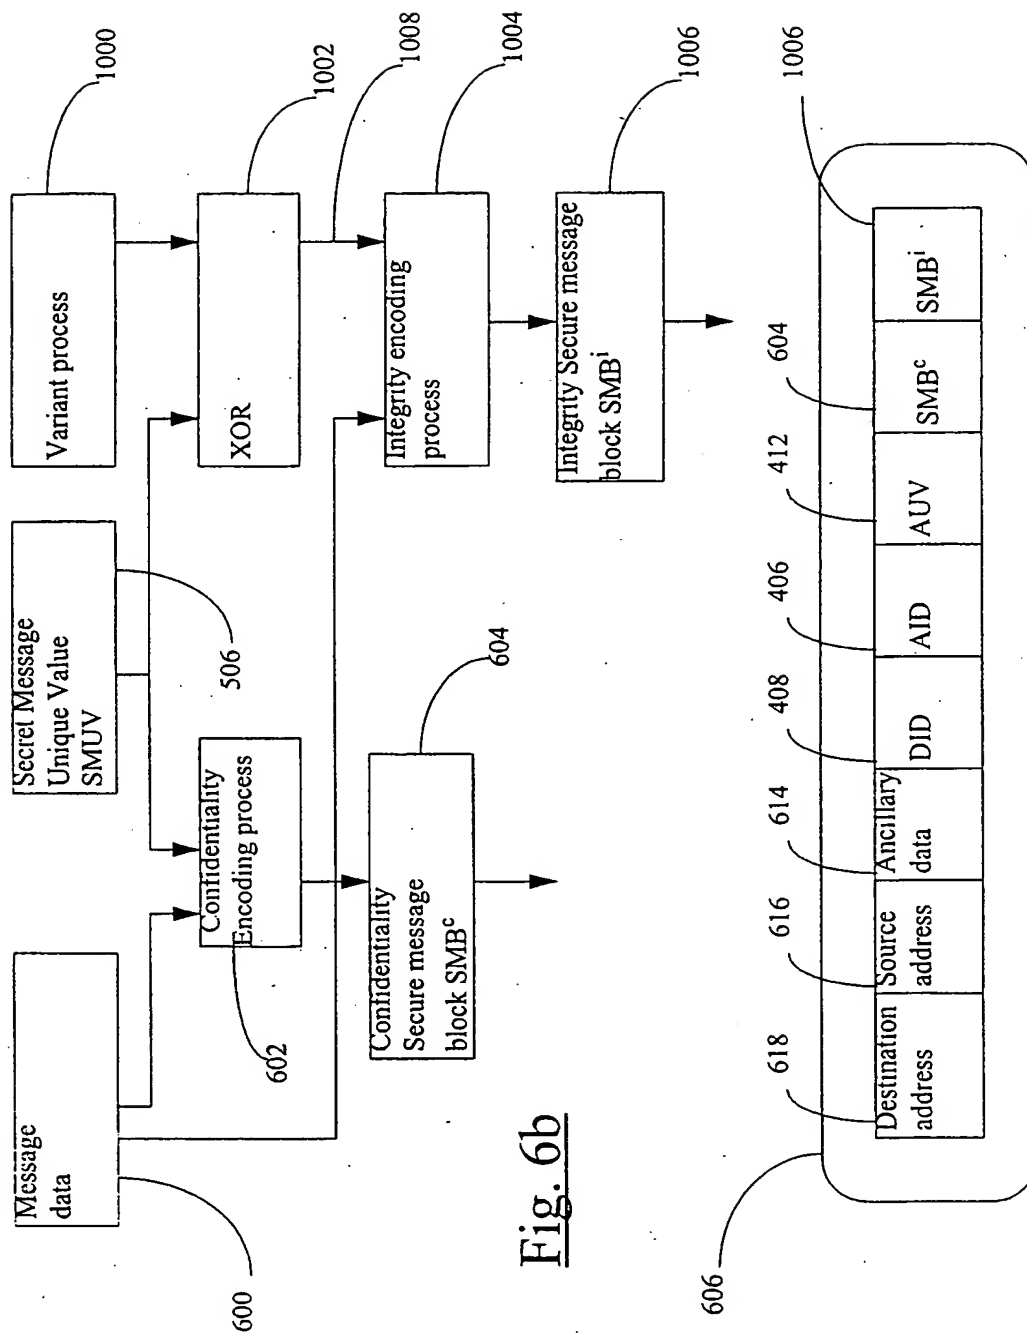 600
Message
data
Secret Message
Unique Value
SMUV
506
Variant process
1000
XOR
1002
1008
Confidentiality
Encoding process
602
Integrity encoding
process
1004
Confidentiality
Secure message
block SMBᶜ
604
Integrity Secure message
block SMBⁱ
1006
Fig. 6b
606
618
616
614
408
406
412
604
1006
Destination
address
Source
address
Ancillary
data
DID
AID
AUV
SMBᶜ
SMBⁱ